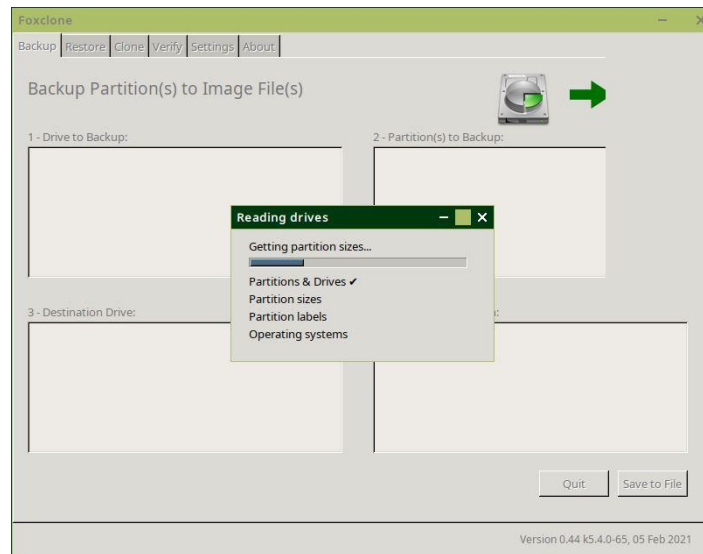 Foxclone
Backup Restore Clone Verify Settings About
Backup Partition(s) to Image File(s)
1 - Drive to Backup:
2 - Partition(s) to Backup:
Reading drives
Getting partition sizes...
Partitions & Drives ✔
Partition sizes
Partition labels
Operating systems
3 - Destination Drive:
Quit
Save to File
Version 0.44 k5.4.0-65, 05 Feb 2021